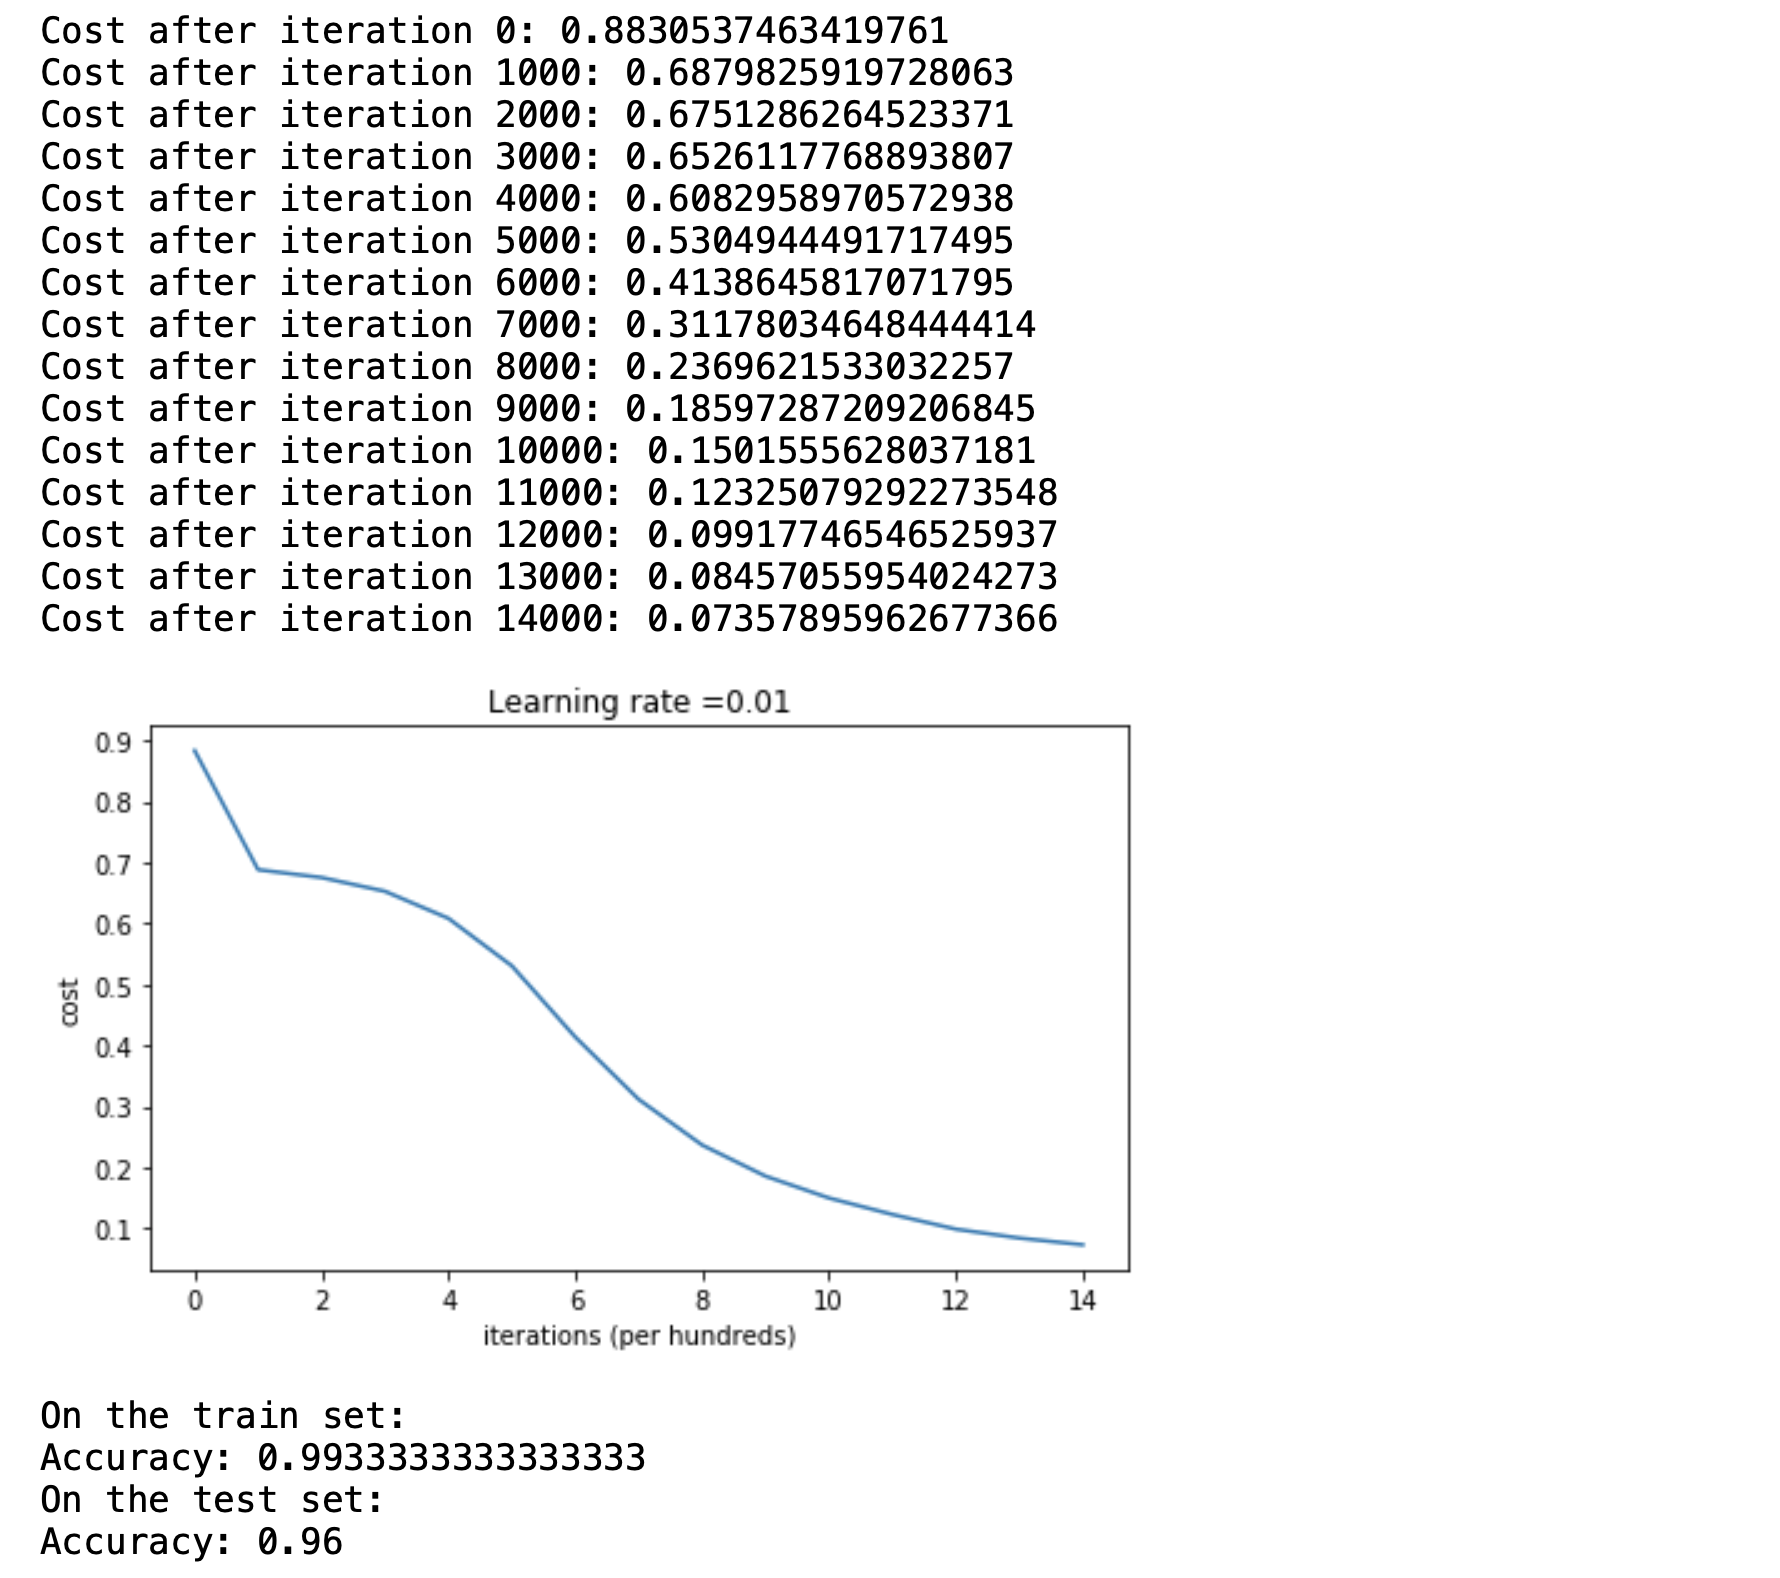 Cost after iteration 0: 0.8830537463419761
Cost after iteration 1000: 0.6879825919728063
Cost after iteration 2000: 0.6751286264523371
Cost after iteration 3000: 0.6526117768893807
Cost after iteration 4000: 0.6082958970572938
Cost after iteration 5000: 0.5304944491717495
Cost after iteration 6000: 0.4138645817071795
Cost after iteration 7000: 0.31178034648444414
Cost after iteration 8000: 0.2369621533032257
Cost after iteration 9000: 0.18597287209206845
Cost after iteration 10000: 0.1501555628037181
Cost after iteration 11000: 0.12325079292273548
Cost after iteration 12000: 0.09917746546525937
Cost after iteration 13000: 0.08457055954024273
Cost after iteration 14000: 0.07357895962677366
Learning rate =0.01
0.9
0.8
0.7
0.6
0.5
0.4
0.3
0.2
0.1
cost
0 2 4 6 8 10 12 14
iterations (per hundreds)
On the train set:
Accuracy: 0.9933333333333333
On the test set:
Accuracy: 0.96